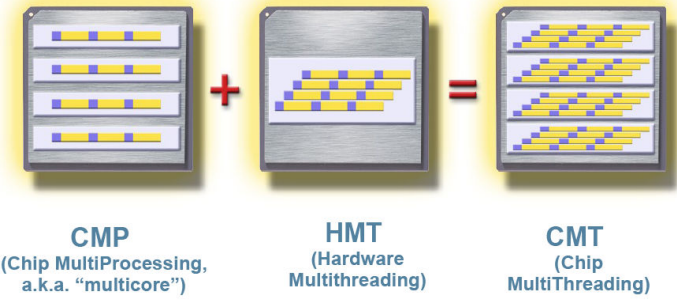 +
=
CMP
(Chip MultiProcessing,
a.k.a. “multicore”)
HMT
(Hardware
Multithreading)
CMT
(Chip
MultiThreading)